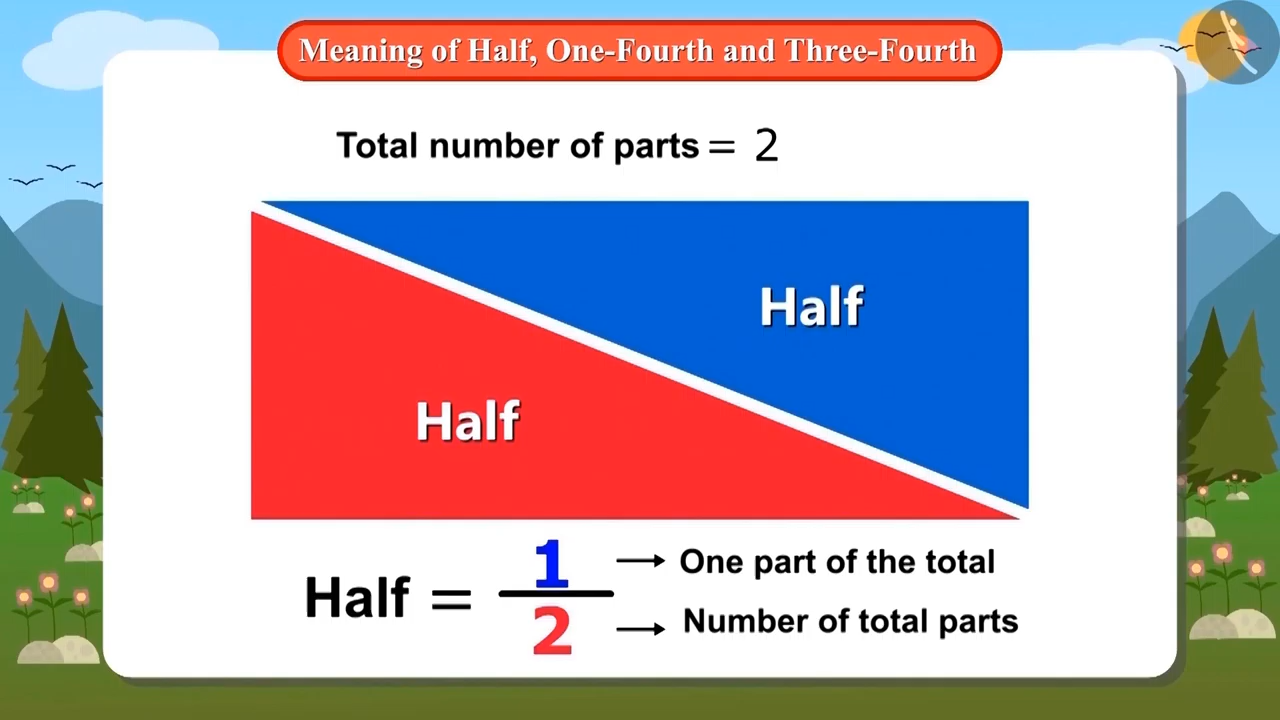 Meaning of Half, One-Fourth and Three-Fourth
Total number of parts = 2
Half
Half
Half = 1/2
→ One part of the total
→ Number of total parts